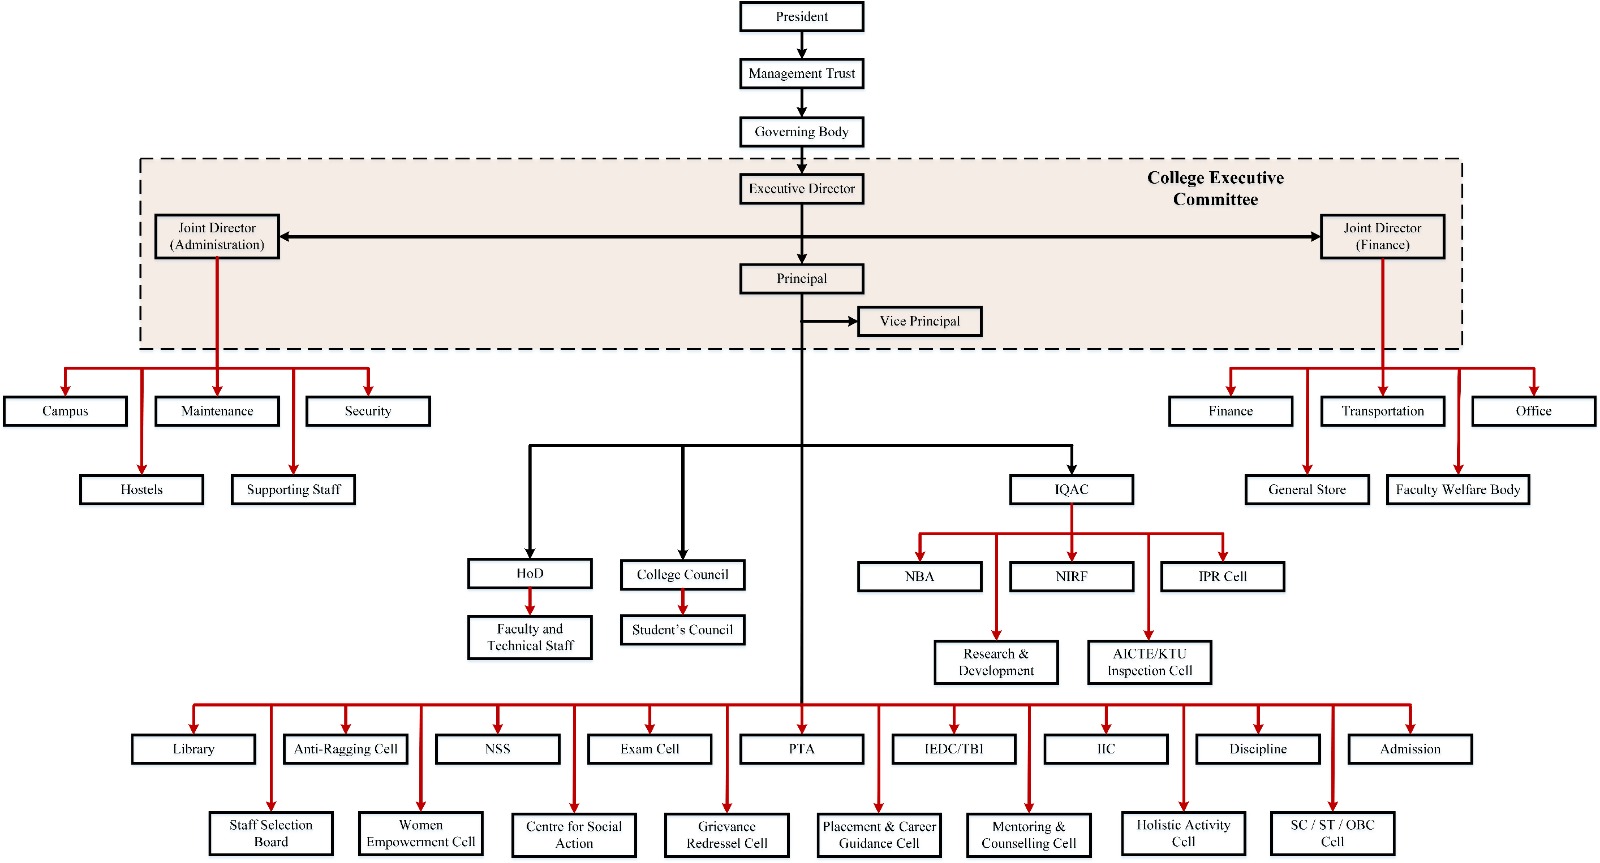 President
Management Trust
Governing Body
Executive Director
College Executive
Committee
Joint Director
(Administration)
Joint Director
(Finance)
Principal
Vice Principal
Campus
Maintenance
Security
Finance
Transportation
Office
Hostels
Supporting Staff
IQAC
General Store
Faculty Welfare Body
HoD
College Council
NBA
NIRF
IPR Cell
Faculty and
Technical Staff
Student's Council
Research &
Development
AICTE/KTU
Inspection Cell
Library
Anti-Ragging Cell
NSS
Exam Cell
PTA
IEDC/TBI
IIC
Discipline
Admission
Staff Selection
Board
Women
Empowerment Cell
Centre for Social
Action
Grievance
Redressel Cell
Placement & Career
Guidance Cell
Mentoring &
Counselling Cell
Holistic Activity
Cell
SC / ST / OBC
Cell